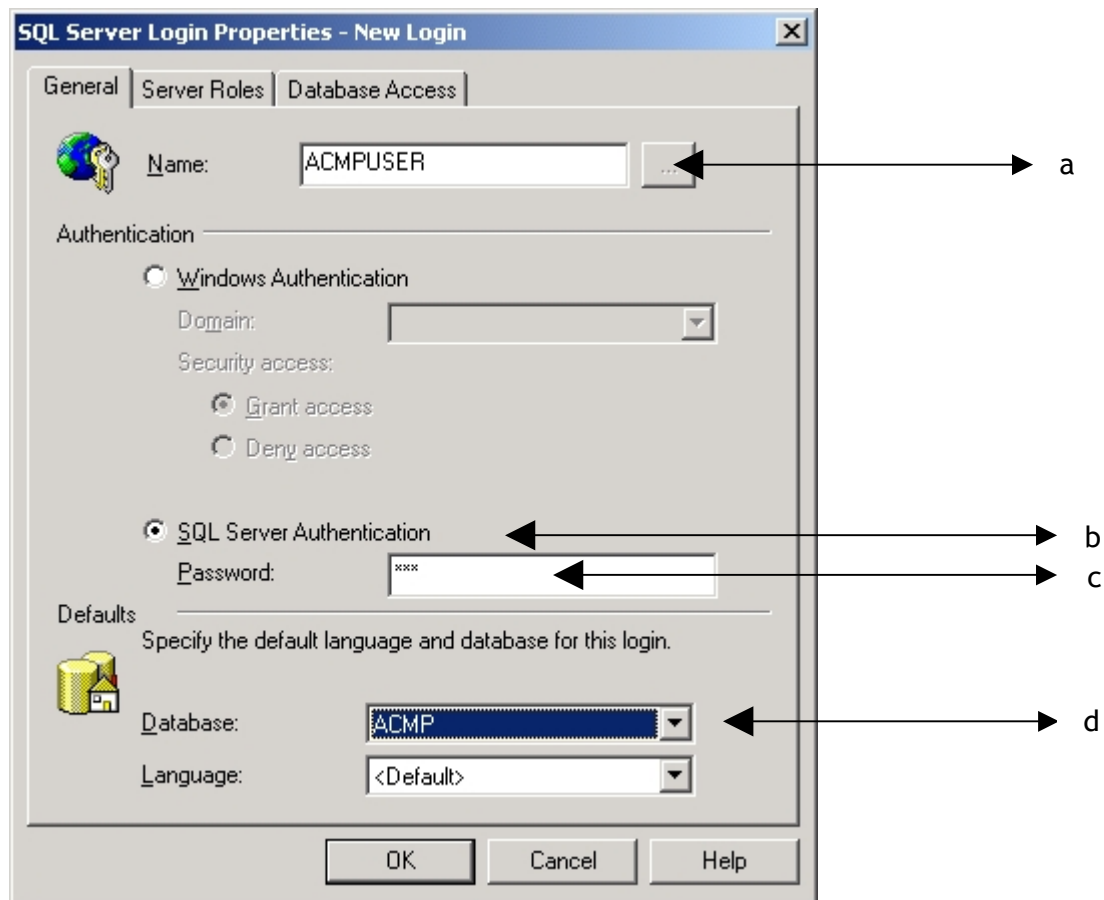 SQL Server Login Properties - New Login
General Server Roles Database Access
Name: ACMPUSER ... a
Authentication
Windows Authentication
Domain:
Security access:
Grant access
Deny access
SQL Server Authentication b
Password: *** c
Defaults
Specify the default language and database for this login.
Database: ACMP d
Language: <Default>
OK Cancel Help